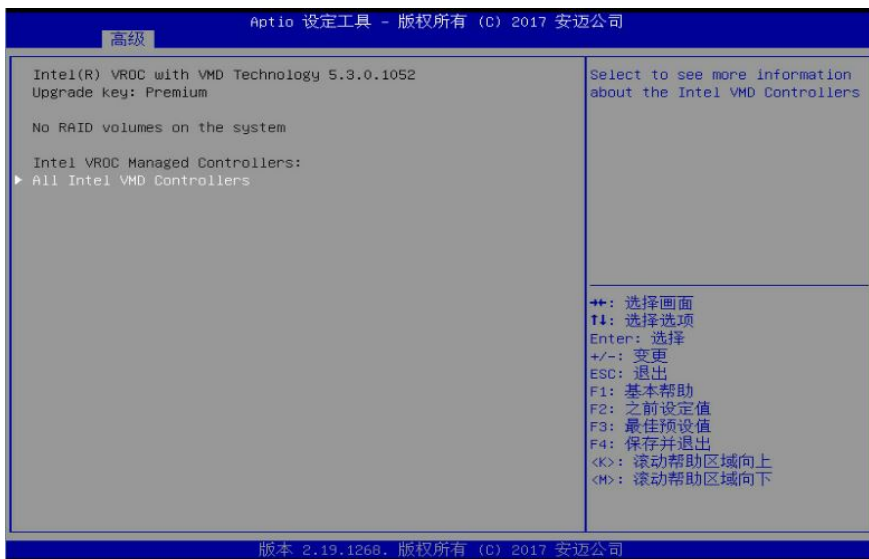 Aptio 设定工具 - 版权所有 (C) 2017 安迈公司
高级
Intel(R) VROC with VMD Technology 5.3.0.1052
Upgrade key: Premium
No RAID volumes on the system
Intel VROC Managed Controllers:
▶ All Intel VMD Controllers
Select to see more information
about the Intel VMD Controllers
→←: 选择画面
↑↓: 选择选项
Enter: 选择
+/-: 变更
ESC: 退出
F1: 基本帮助
F2: 之前设定值
F3: 最佳预设值
F4: 保存并退出
<K>: 滚动帮助区域向上
<M>: 滚动帮助区域向下
版本 2.19.1268. 版权所有 (C) 2017 安迈公司